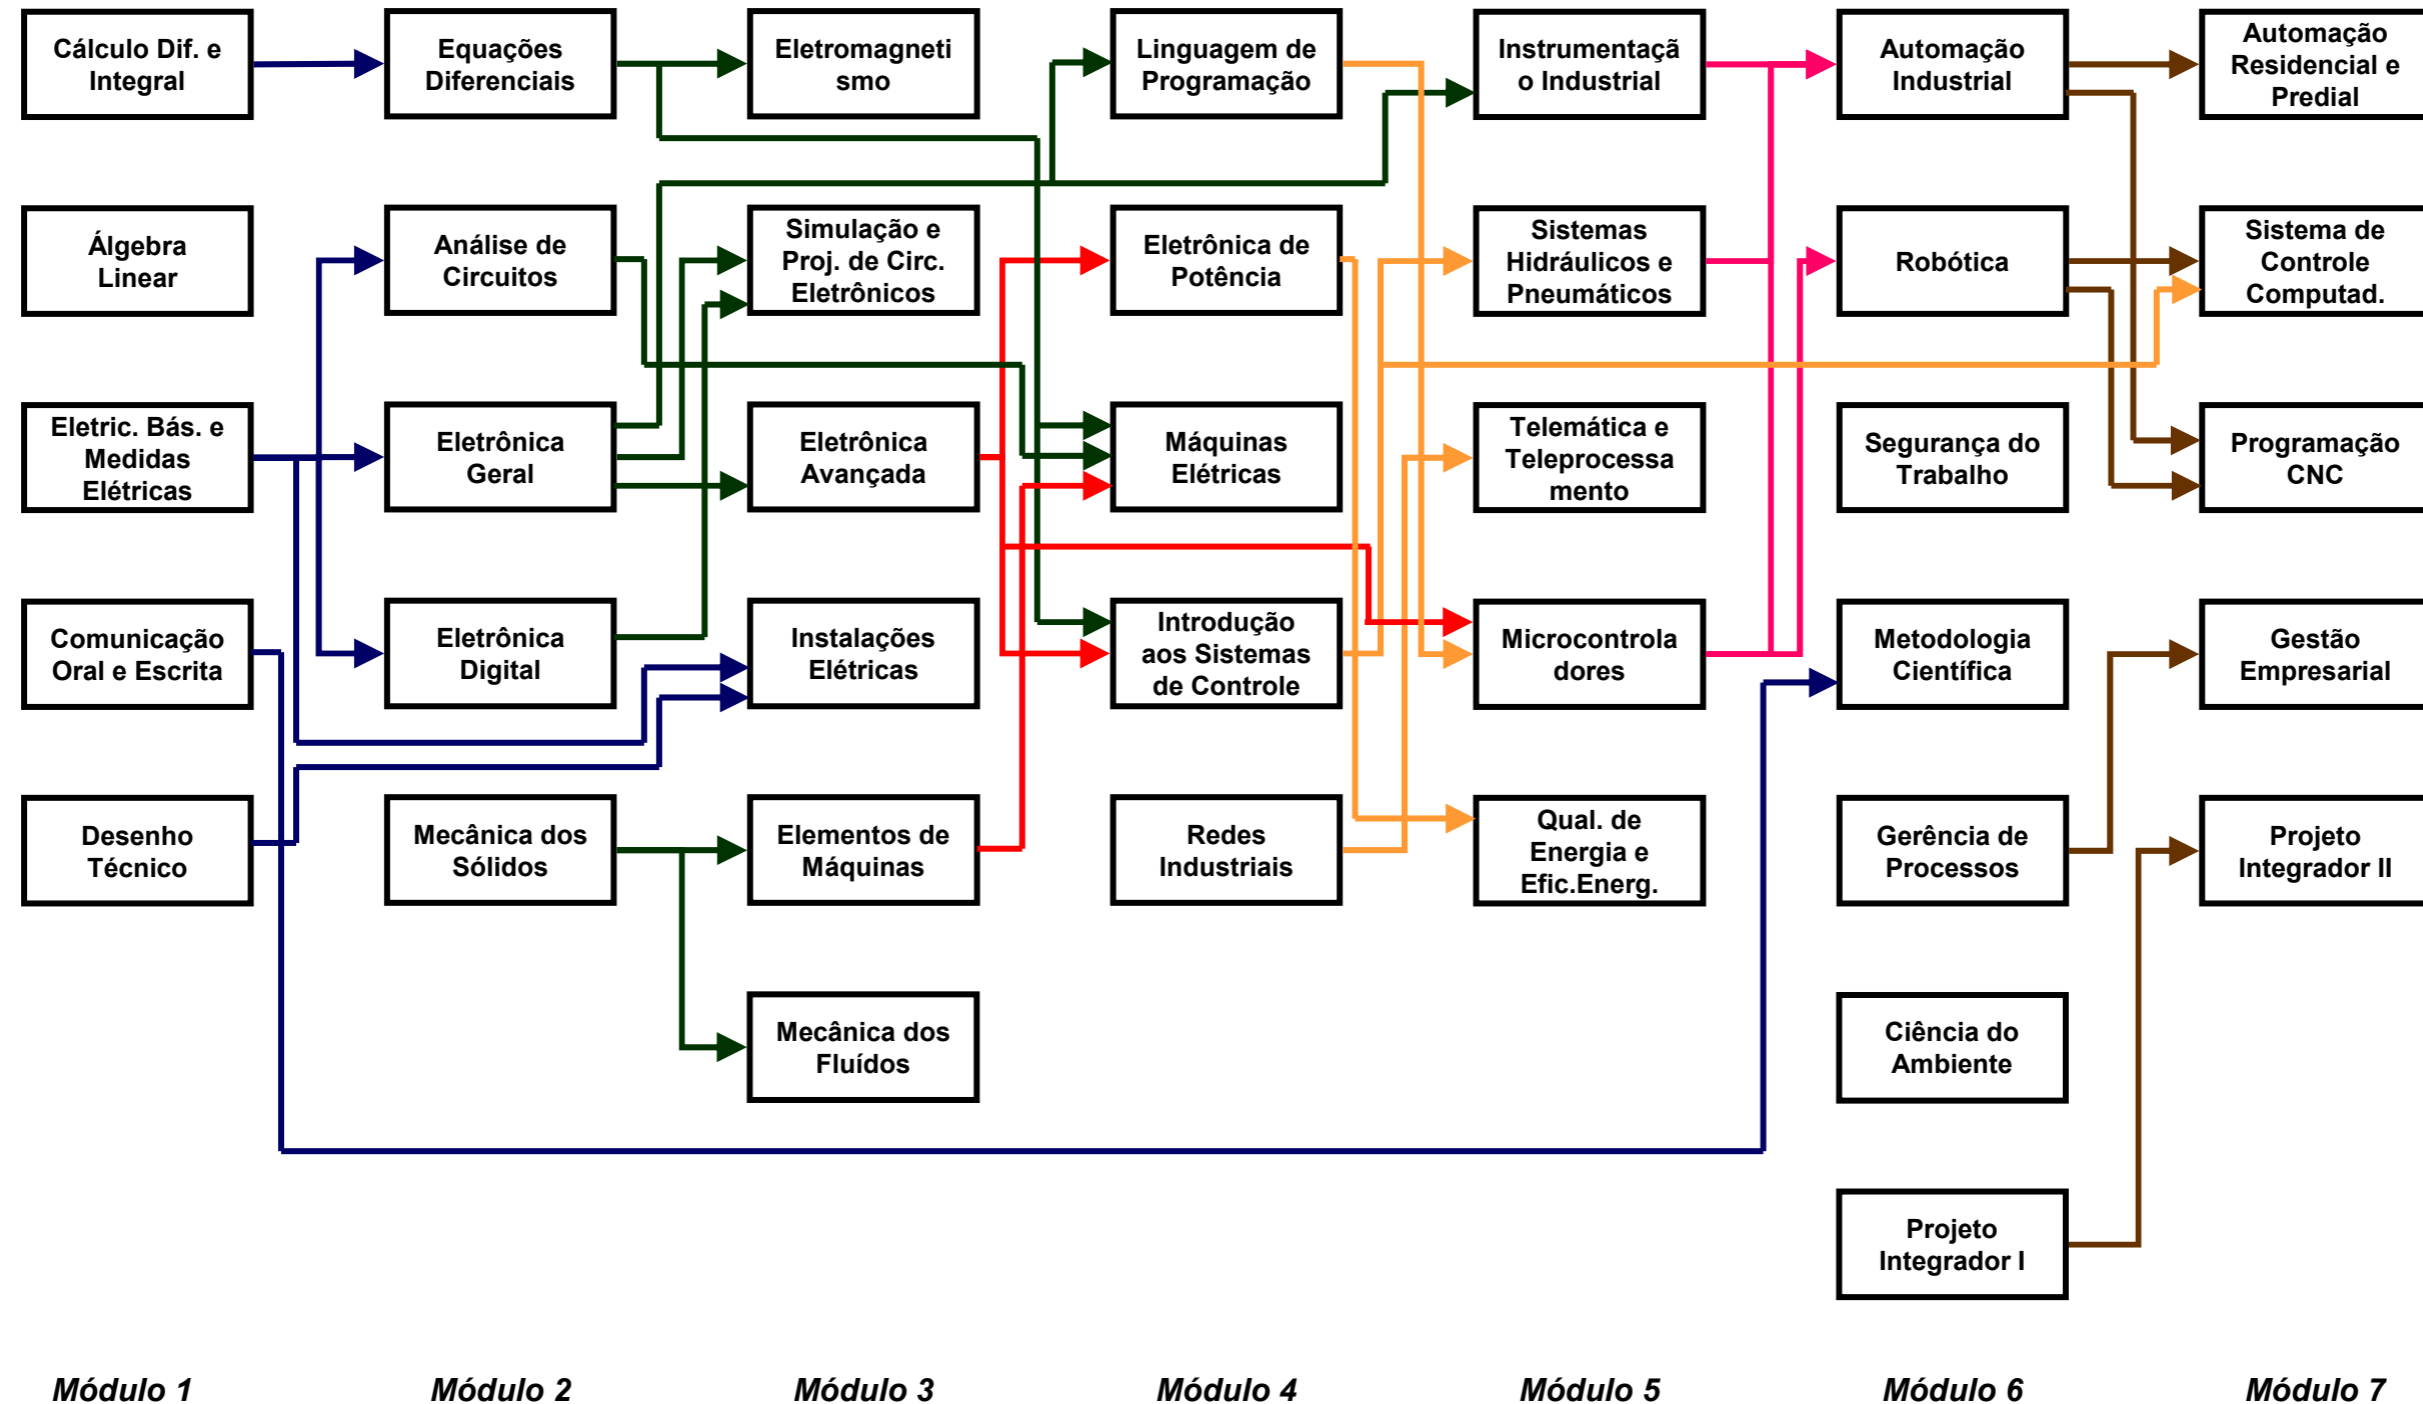 Cálculo Dif. e
Integral
Equações
Diferenciais
Eletromagneti
smo
Linguagem de
Programação
Instrumentaçã
o Industrial
Automação
Industrial
Automação
Residencial e
Predial
Álgebra
Linear
Análise de
Circuitos
Simulação e
Proj. de Circ.
Eletrônicos
Eletrônica de
Potência
Sistemas
Hidráulicos e
Pneumáticos
Robótica
Sistema de
Controle
Computad.
Eletric. Bás. e
Medidas
Elétricas
Eletrônica
Geral
Eletrônica
Avançada
Máquinas
Elétricas
Telemática e
Teleprocessa
mento
Segurança do
Trabalho
Programação
CNC
Comunicação
Oral e Escrita
Eletrônica
Digital
Instalações
Elétricas
Introdução
aos Sistemas
de Controle
Microcontrola
dores
Metodologia
Científica
Gestão
Empresarial
Desenho
Técnico
Mecânica dos
Sólidos
Elementos de
Máquinas
Redes
Industriais
Qual. de
Energia e
Efic.Energ.
Gerência de
Processos
Projeto
Integrador II
Mecânica dos
Fluídos
Ciência do
Ambiente
Projeto
Integrador I
Módulo 1
Módulo 2
Módulo 3
Módulo 4
Módulo 5
Módulo 6
Módulo 7